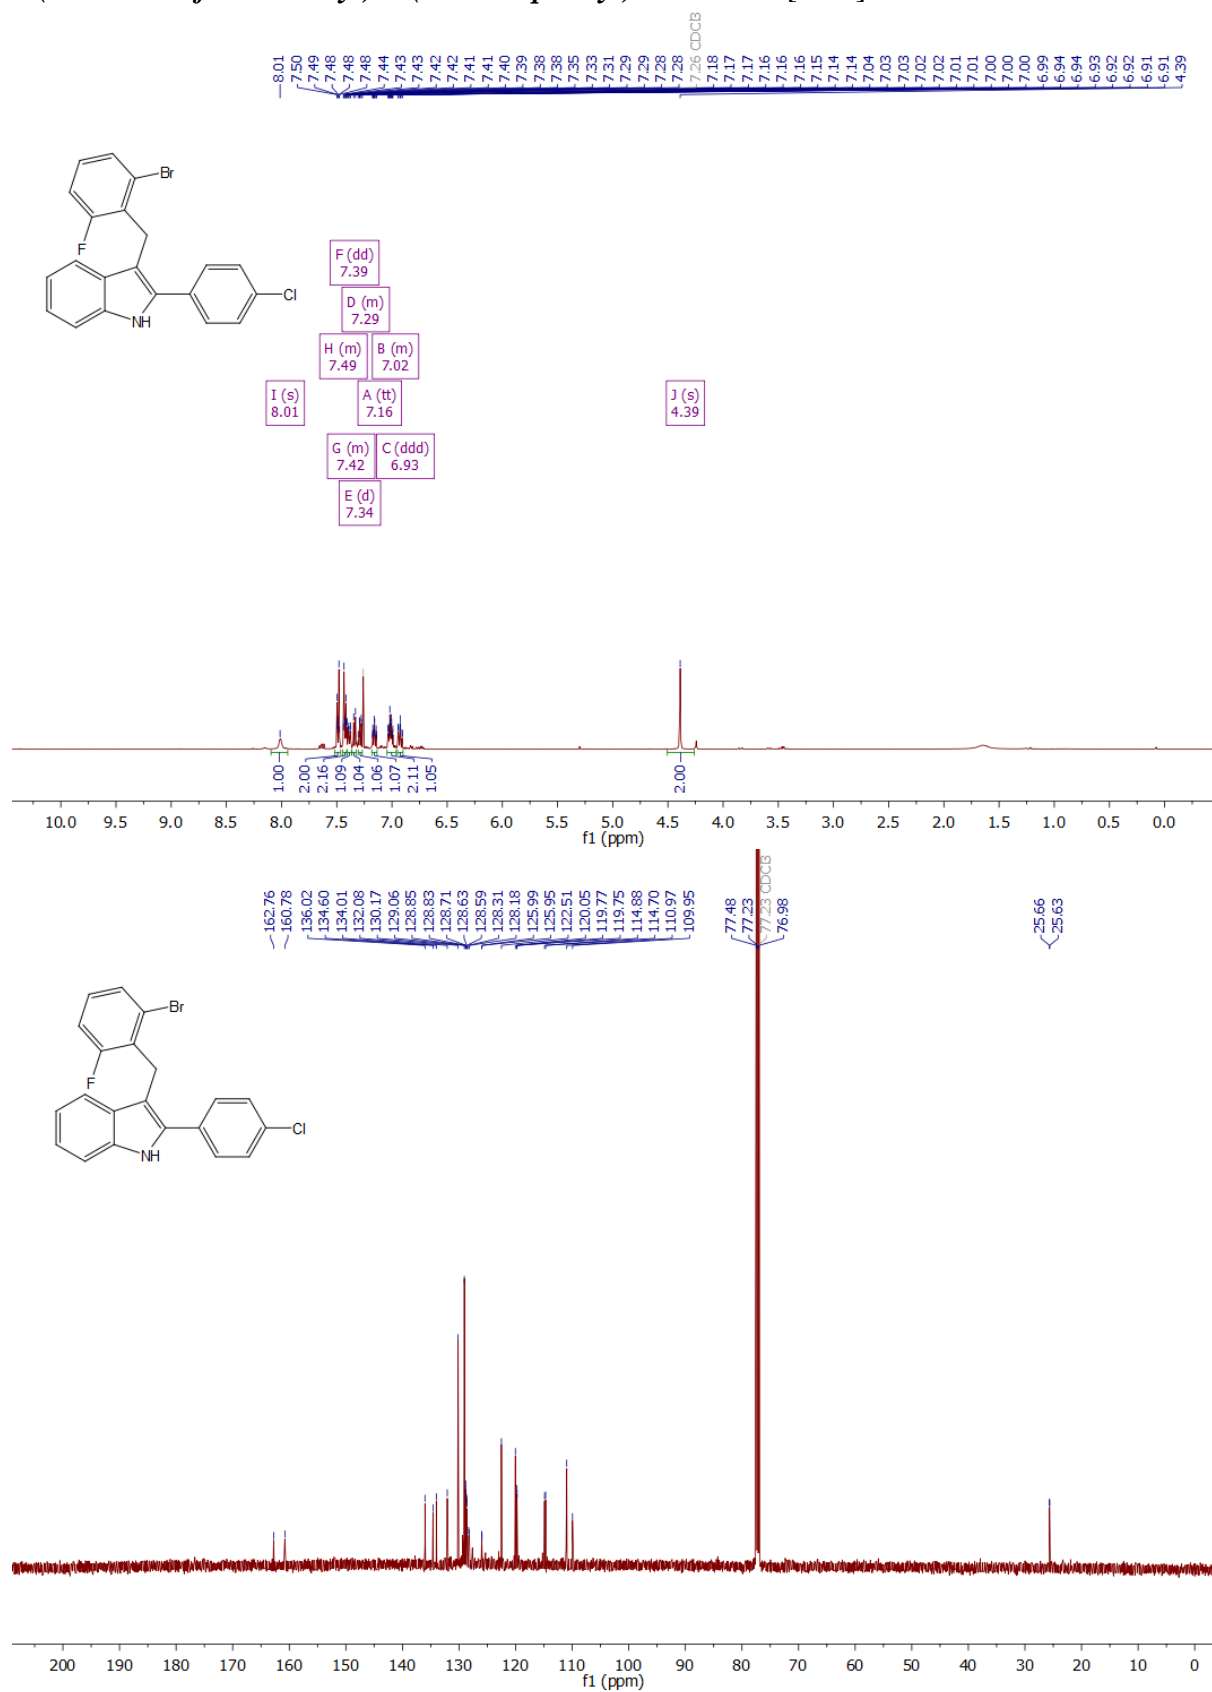 8.01 7.50 7.49 7.48 7.48 7.48 7.44 7.43 7.43 7.42 7.42 7.41 7.41 7.40 7.39 7.38 7.38 7.35 7.33 7.31 7.29 7.29 7.28 7.28 7.26 CDCl3 7.18 7.17 7.17 7.16 7.16 7.16 7.15 7.14 7.14 7.04 7.03 7.03 7.02 7.02 7.01 7.01 7.00 7.00 7.00 6.99 6.94 6.94 6.93 6.92 6.92 6.91 6.91 4.39
Br
F
Cl
NH
F (dd)
7.39
D (m)
7.29
H (m)
7.49
B (m)
7.02
I (s)
8.01
A (tt)
7.16
J (s)
4.39
G (m)
7.42
C (ddd)
6.93
E (d)
7.34
1.00 2.00 2.16 1.09 1.04 1.06 1.07 2.11 1.05 2.00
10.0 9.5 9.0 8.5 8.0 7.5 7.0 6.5 6.0 5.5 5.0 4.5 4.0 3.5 3.0 2.5 2.0 1.5 1.0 0.5 0.0
f1 (ppm)
162.76 160.78 136.02 134.60 134.01 132.08 130.17 129.06 128.85 128.83 128.71 128.63 128.59 128.31 128.18 125.99 125.95 122.51 120.05 119.77 119.75 114.88 114.70 110.97 109.95 77.48 77.23 77.23 CDCl3 76.98 25.66 25.63
Br
F
Cl
NH
200 190 180 170 160 150 140 130 120 110 100 90 80 70 60 50 40 30 20 10 0
f1 (ppm)